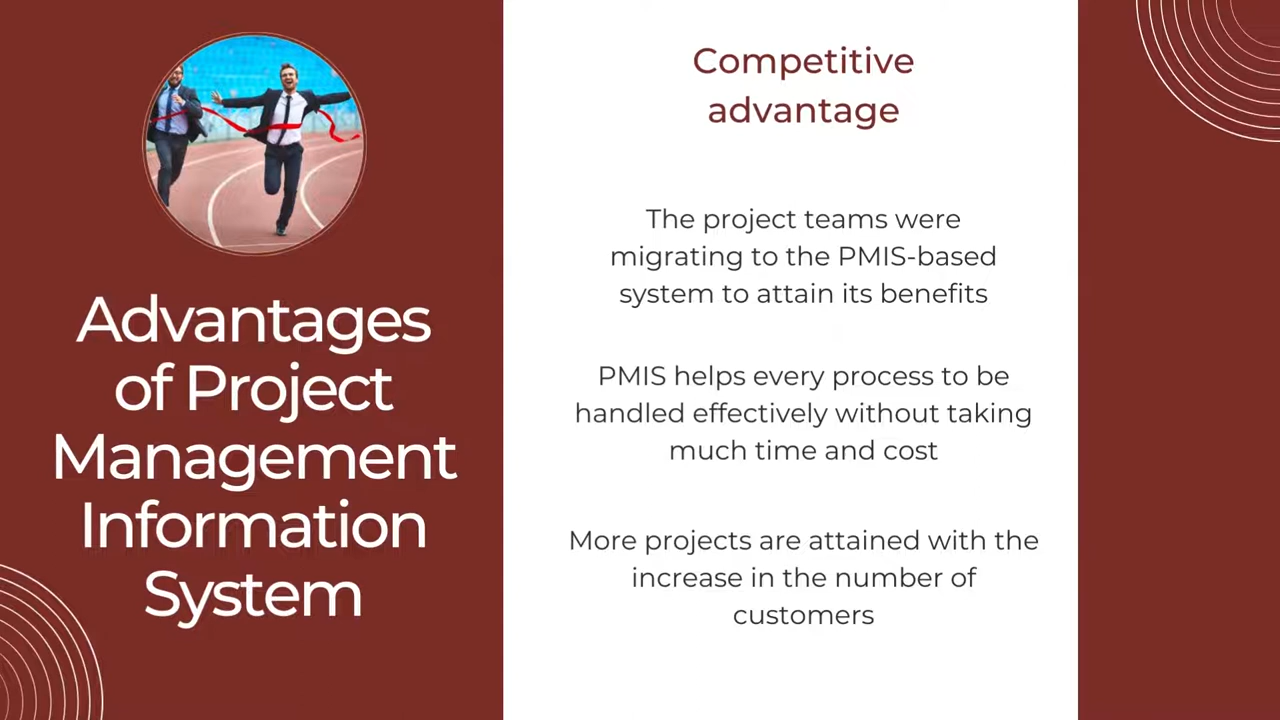 Advantages
of Project
Management
Information
System
Competitive
advantage
The project teams were
migrating to the PMIS-based
system to attain its benefits
PMIS helps every process to be
handled effectively without taking
much time and cost
More projects are attained with the
increase in the number of
customers